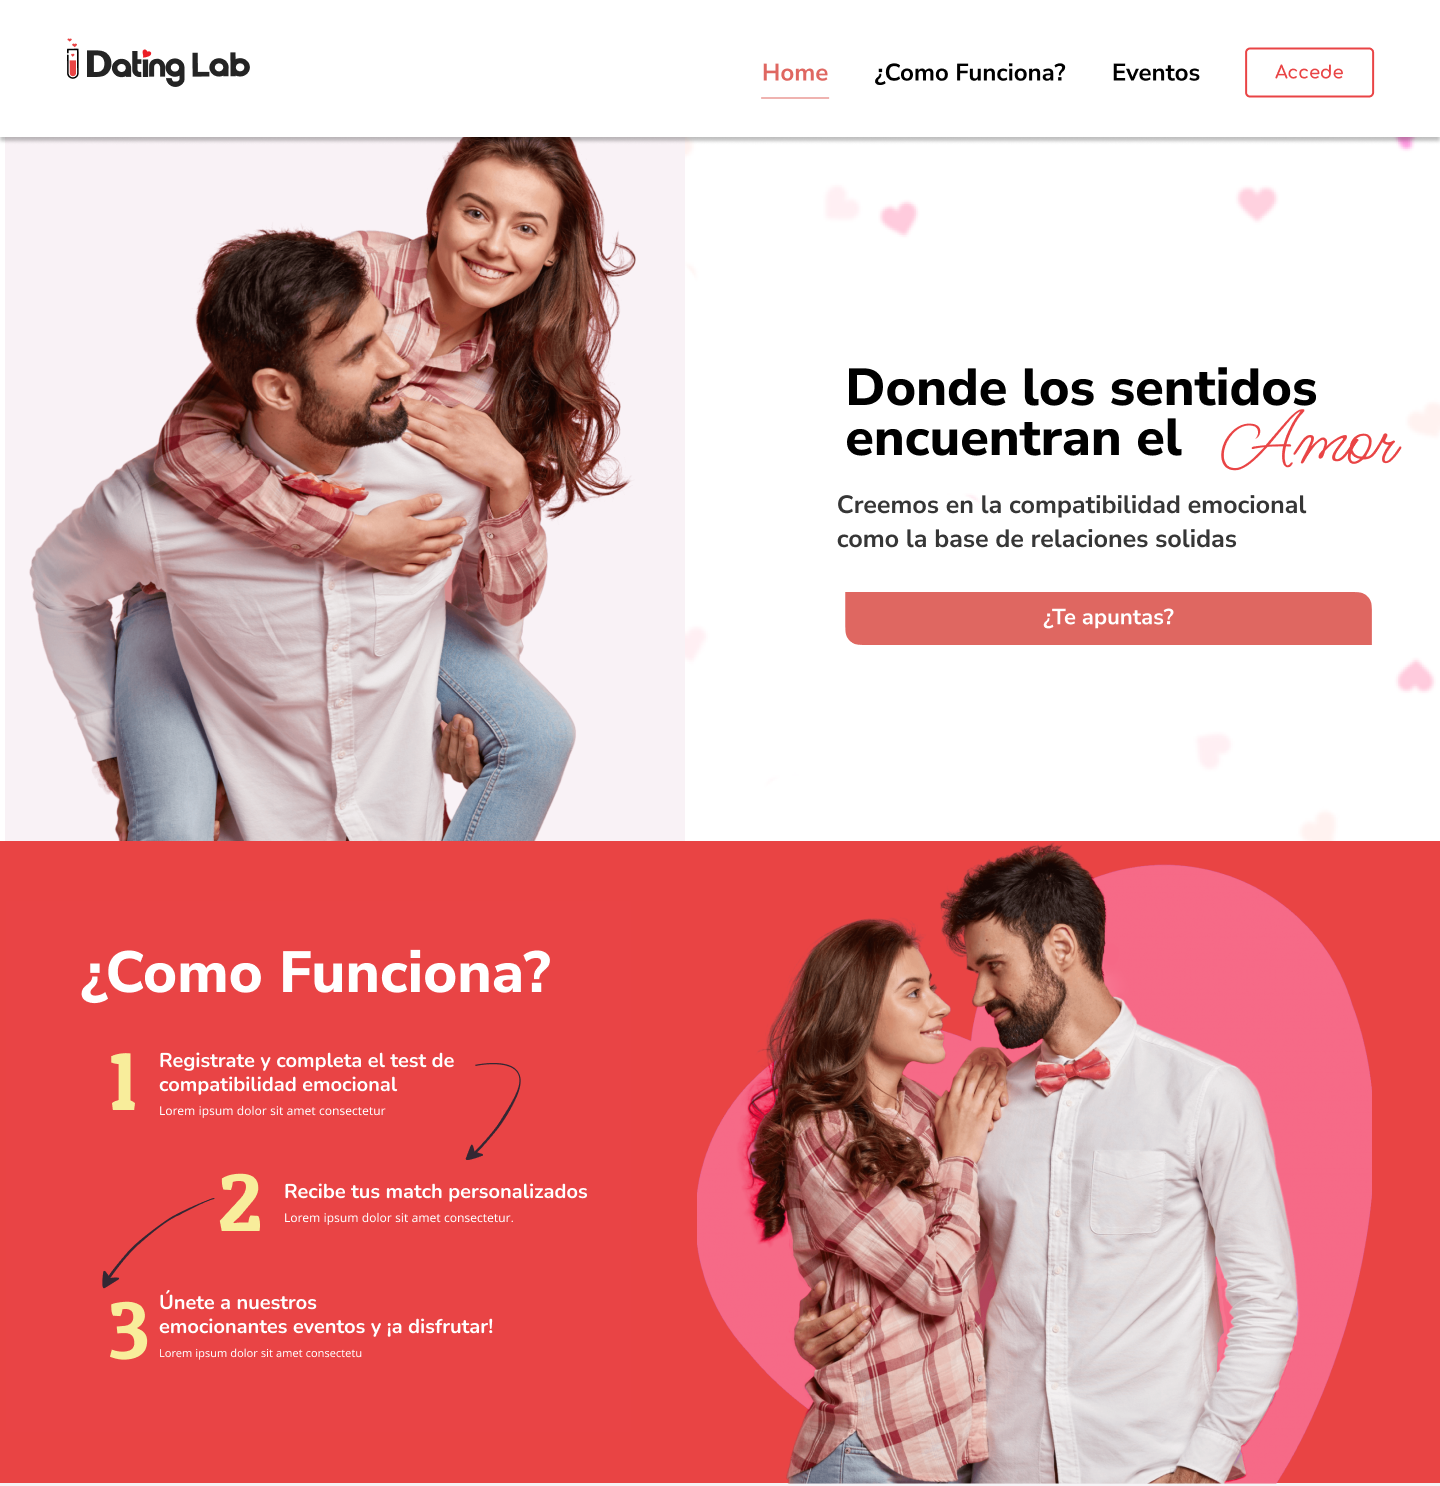 Dating Lab
Home
¿Como Funciona?
Eventos
Accede
Donde los sentidos
encuentran el Amor
Creemos en la compatibilidad emocional
como la base de relaciones solidas
¿Te apuntas?
¿Como Funciona?
1
Registrate y completa el test de
compatibilidad emocional
Lorem ipsum dolor sit amet consectetur
2
Recibe tus match personalizados
Lorem ipsum dolor sit amet consectetur.
3
Únete a nuestros
emocionantes eventos y ¡a disfrutar!
Lorem ipsum dolor sit amet consectetu